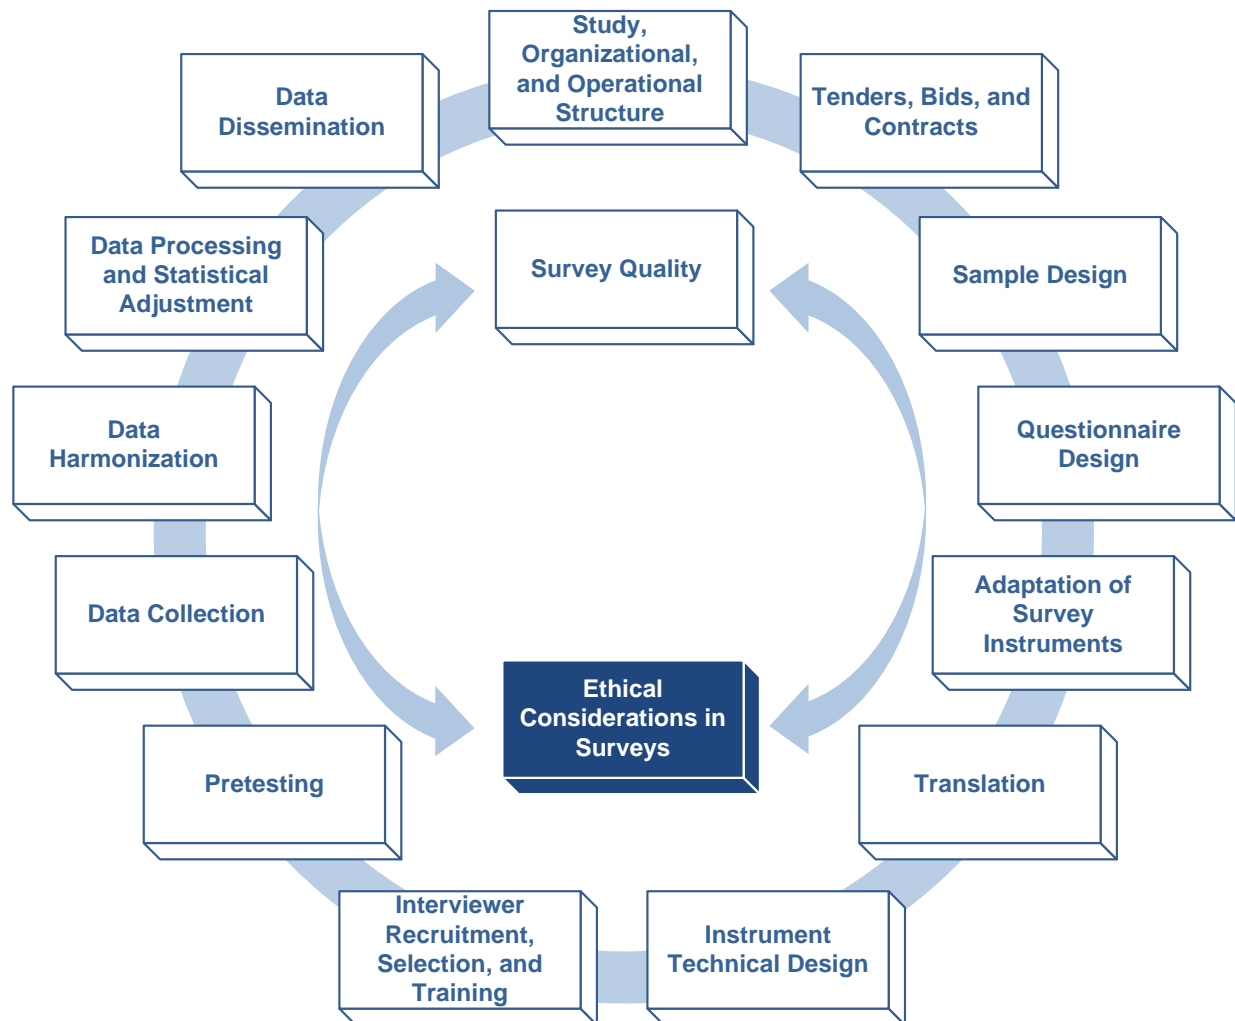 Study,
Organizational,
and Operational
Structure
Tenders, Bids, and
Contracts
Sample Design
Questionnaire
Design
Adaptation of
Survey
Instruments
Translation
Instrument
Technical Design
Interviewer
Recruitment,
Selection, and
Training
Pretesting
Data Collection
Data
Harmonization
Data Processing
and Statistical
Adjustment
Data
Dissemination
Survey Quality
Ethical
Considerations in
Surveys